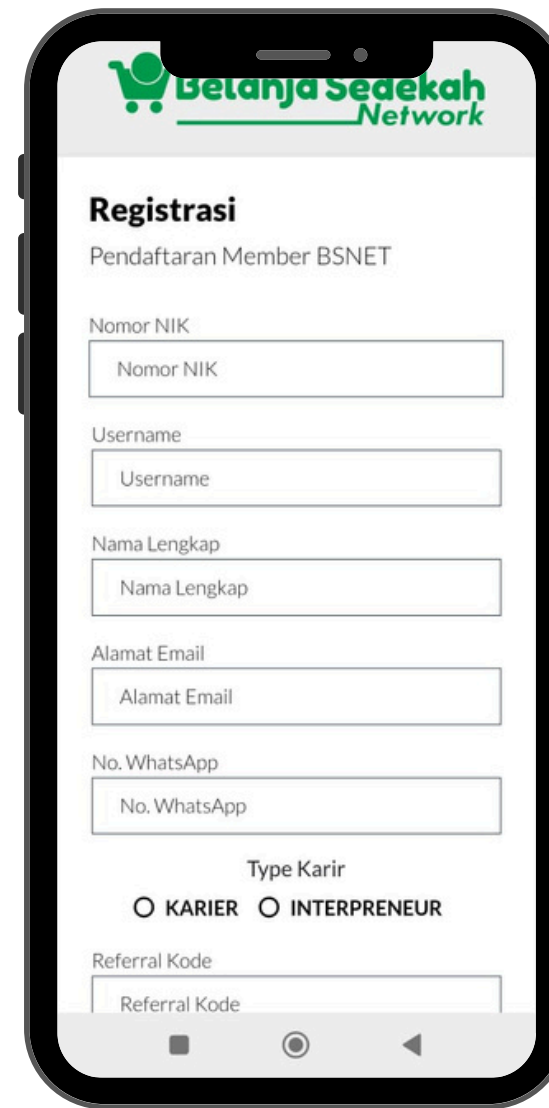 Belanja Sedekah
Network
Registrasi
Pendaftaran Member BSNET
Nomor NIK
Nomor NIK
Username
Username
Nama Lengkap
Nama Lengkap
Alamat Email
Alamat Email
No. WhatsApp
No. WhatsApp
Type Karir
KARIER INTERPRENEUR
Referral Kode
Referral Kode